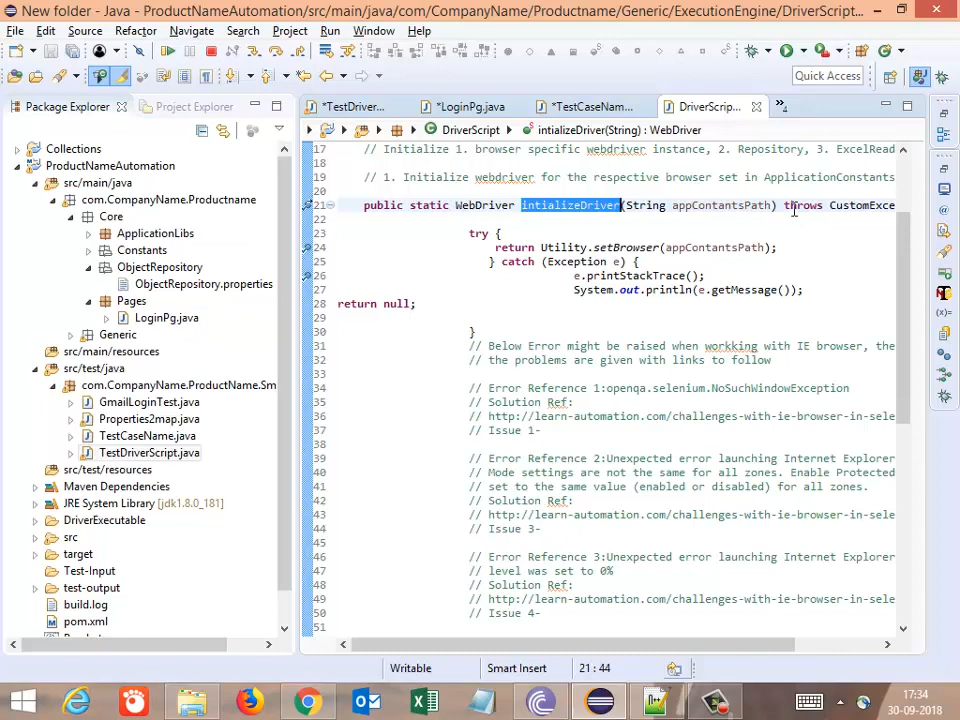 New folder - Java - ProductNameAutomation/src/main/java/com/CompanyName/ProductName/Generic/ExecutionEngine/DriverScript....
File Edit Source Refactor Navigate Search Project Run Window Help
Quick Access
Package Explorer Project Explorer
*TestDriver... *LoginPg.java *TestCaseNam... DriverScrip...
DriverScript intializeDriver(String) : WebDriver
Collections
ProductNameAutomation
src/main/java
com.CompanyName.Productname
Core
ApplicationLibs
Constants
ObjectRepository
ObjectRepository.properties
Pages
LoginPg.java
Generic
src/main/resources
src/test/java
com.CompanyName.ProductName.Sm
GmailLoginTest.java
Properties2map.java
TestCaseName.java
TestDriverScript.java
src/test/resources
Maven Dependencies
JRE System Library [jdk1.8.0_181]
DriverExecutable
src
target
Test-Input
test-output
build.log
pom.xml
17 // Initialize 1. browser specific webdriver instance, 2. Repository, 3. ExcelRead
18
19 // 1. Initialize webdriver for the respective browser set in ApplicationConstants
20
21 public static WebDriver intializeDriver(String appContantsPath) throws CustomExce
22
23 try {
24 return Utility.setBrowser(appContantsPath);
25 } catch (Exception e) {
26 e.printStackTrace();
27 System.out.println(e.getMessage());
28 return null;
29
30 }
31 // Below Error might be raised when workking with IE browser, the
32 // the problems are given with links to follow
33
34 // Error Reference 1:openqa.selenium.NoSuchWindowException
35 // Solution Ref:
36 // http://learn-automation.com/challenges-with-ie-browser-in-sele
37 // Issue 1-
38
39 // Error Reference 2:Unexpected error launching Internet Explorer
40 // Mode settings are not the same for all zones. Enable Protected
41 // set to the same value (enabled or disabled) for all zones.
42 // Solution Ref:
43 // http://learn-automation.com/challenges-with-ie-browser-in-sele
44 // Issue 3-
45
46 // Error Reference 3:Unexpected error launching Internet Explorer
47 // level was set to 0%
48 // Solution Ref:
49 // http://learn-automation.com/challenges-with-ie-browser-in-sele
50 // Issue 4-
51
Writable Smart Insert 21 : 44
17:34
30-09-2018